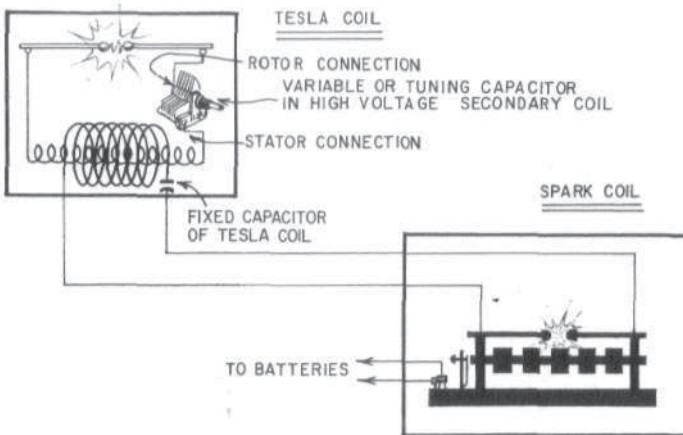 TESLA COIL
ROTOR CONNECTION
VARIABLE OR TUNING CAPACITOR
IN HIGH VOLTAGE SECONDARY COIL
STATOR CONNECTION
FIXED CAPACITOR
OF TESLA COIL
SPARK COIL
TO BATTERIES